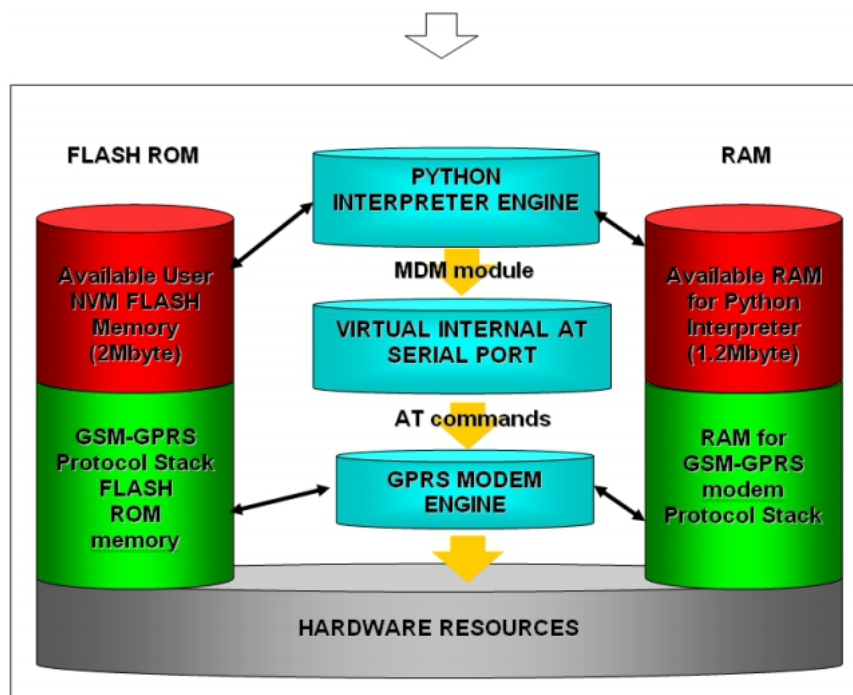 FLASH ROM
RAM
PYTHON
INTERPRETER ENGINE
MDM module
Available User
NVM FLASH
Memory
(2Mbyte)
VIRTUAL INTERNAL AT
SERIAL PORT
Available RAM
for Python
Interpreter
(1.2Mbyte)
AT commands
GSM-GPRS
Protocol Stack
FLASH
ROM
memory
GPRS MODEM
ENGINE
RAM for
GSM-GPRS
modem
Protocol Stack
HARDWARE RESOURCES